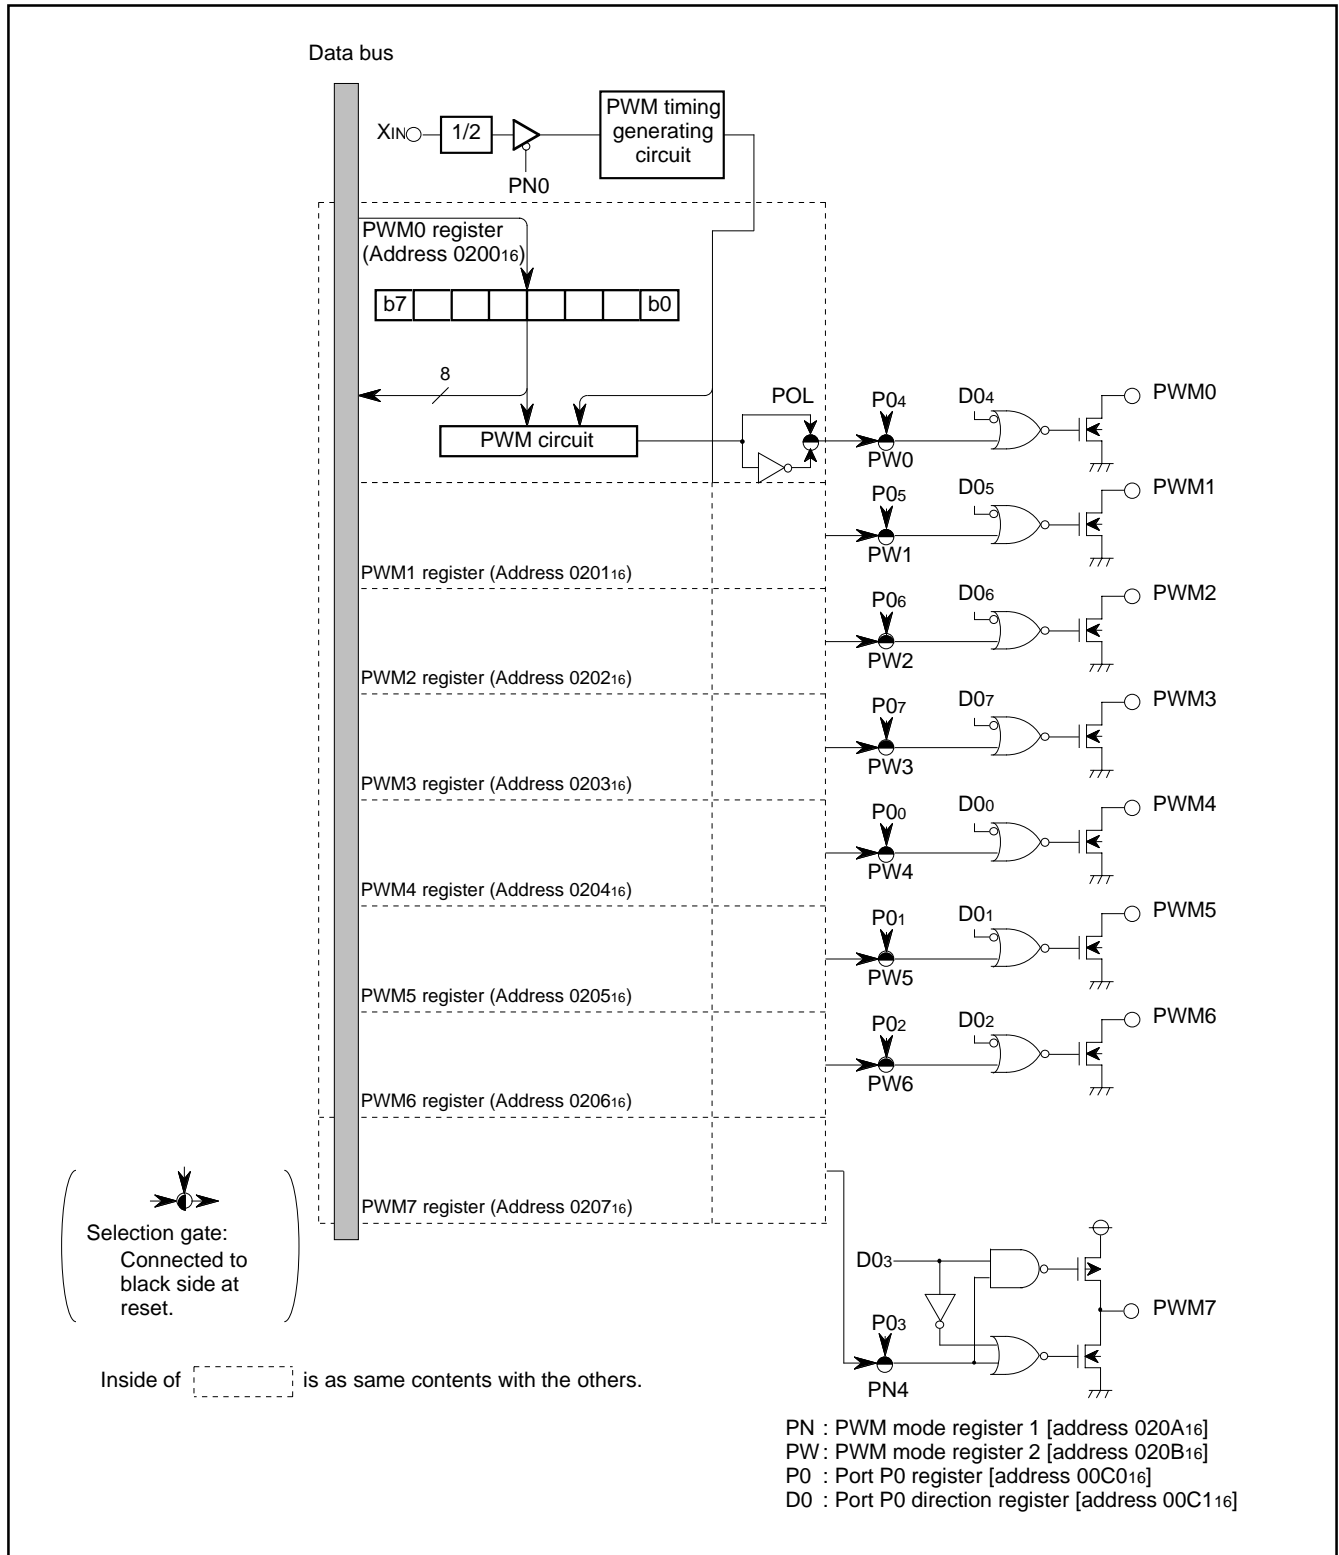 Data bus
XIN
1/2
PWM timing
generating
circuit
PN0
PWM0 register
(Address 020016)
b7
b0
8
PWM circuit
POL
P04
PW0
D04
PWM0
P05
PW1
D05
PWM1
PWM1 register (Address 020116)
P06
PW2
D06
PWM2
PWM2 register (Address 020216)
P07
PW3
D07
PWM3
PWM3 register (Address 020316)
P00
PW4
D00
PWM4
PWM4 register (Address 020416)
P01
PW5
D01
PWM5
PWM5 register (Address 020516)
P02
PW6
D02
PWM6
PWM6 register (Address 020616)
PWM7 register (Address 020716)
Selection gate:
Connected to
black side at
reset.
D03
P03
PN4
PWM7
Inside of is as same contents with the others.
PN : PWM mode register 1 [address 020A16]
PW : PWM mode register 2 [address 020B16]
P0 : Port P0 register [address 00C016]
D0 : Port P0 direction register [address 00C116]